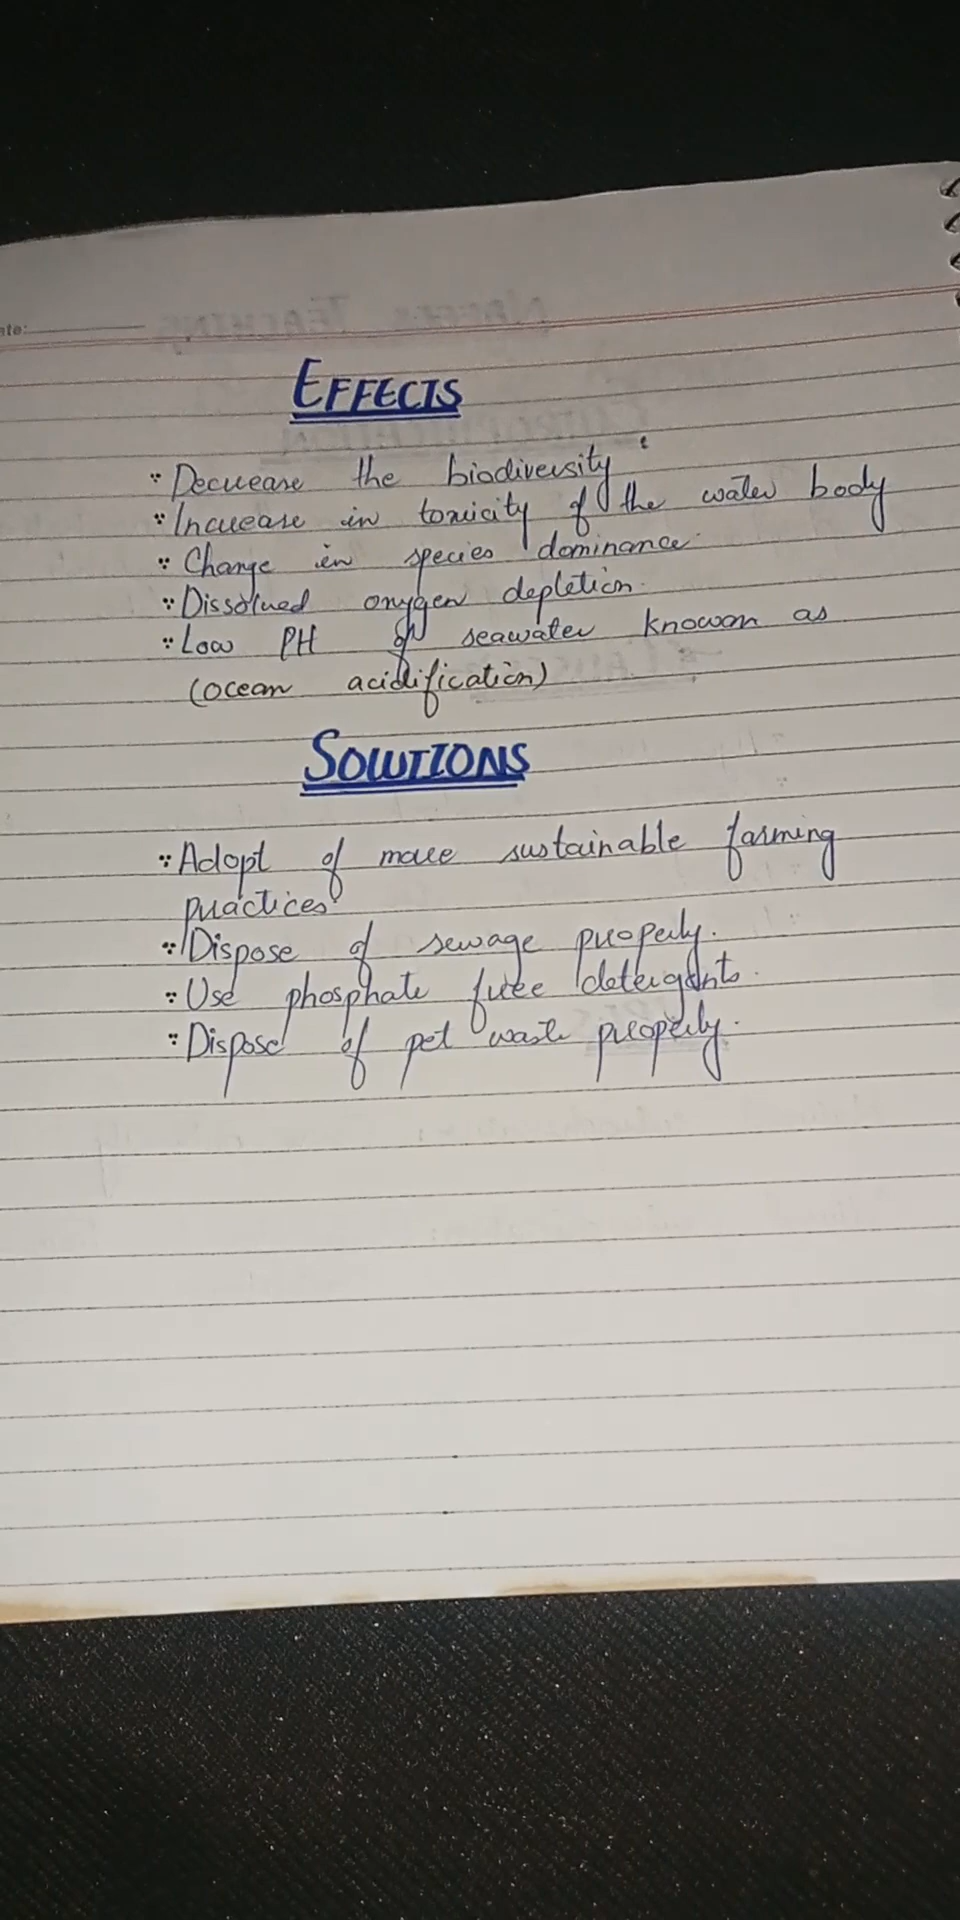 ate:
EFFECTS
Decrease the biodiversity
Increase in toxicity of the water body
Change in species dominance.
Dissolved oxygen depletion.
Low PH of seawater knowon as
(ocean acidification)
SOLUTIONS
Adopt of more sustainable farming
practices.
Dispose of sewage properly.
Use phosphate free detergents.
Dispose of pet waste properly.